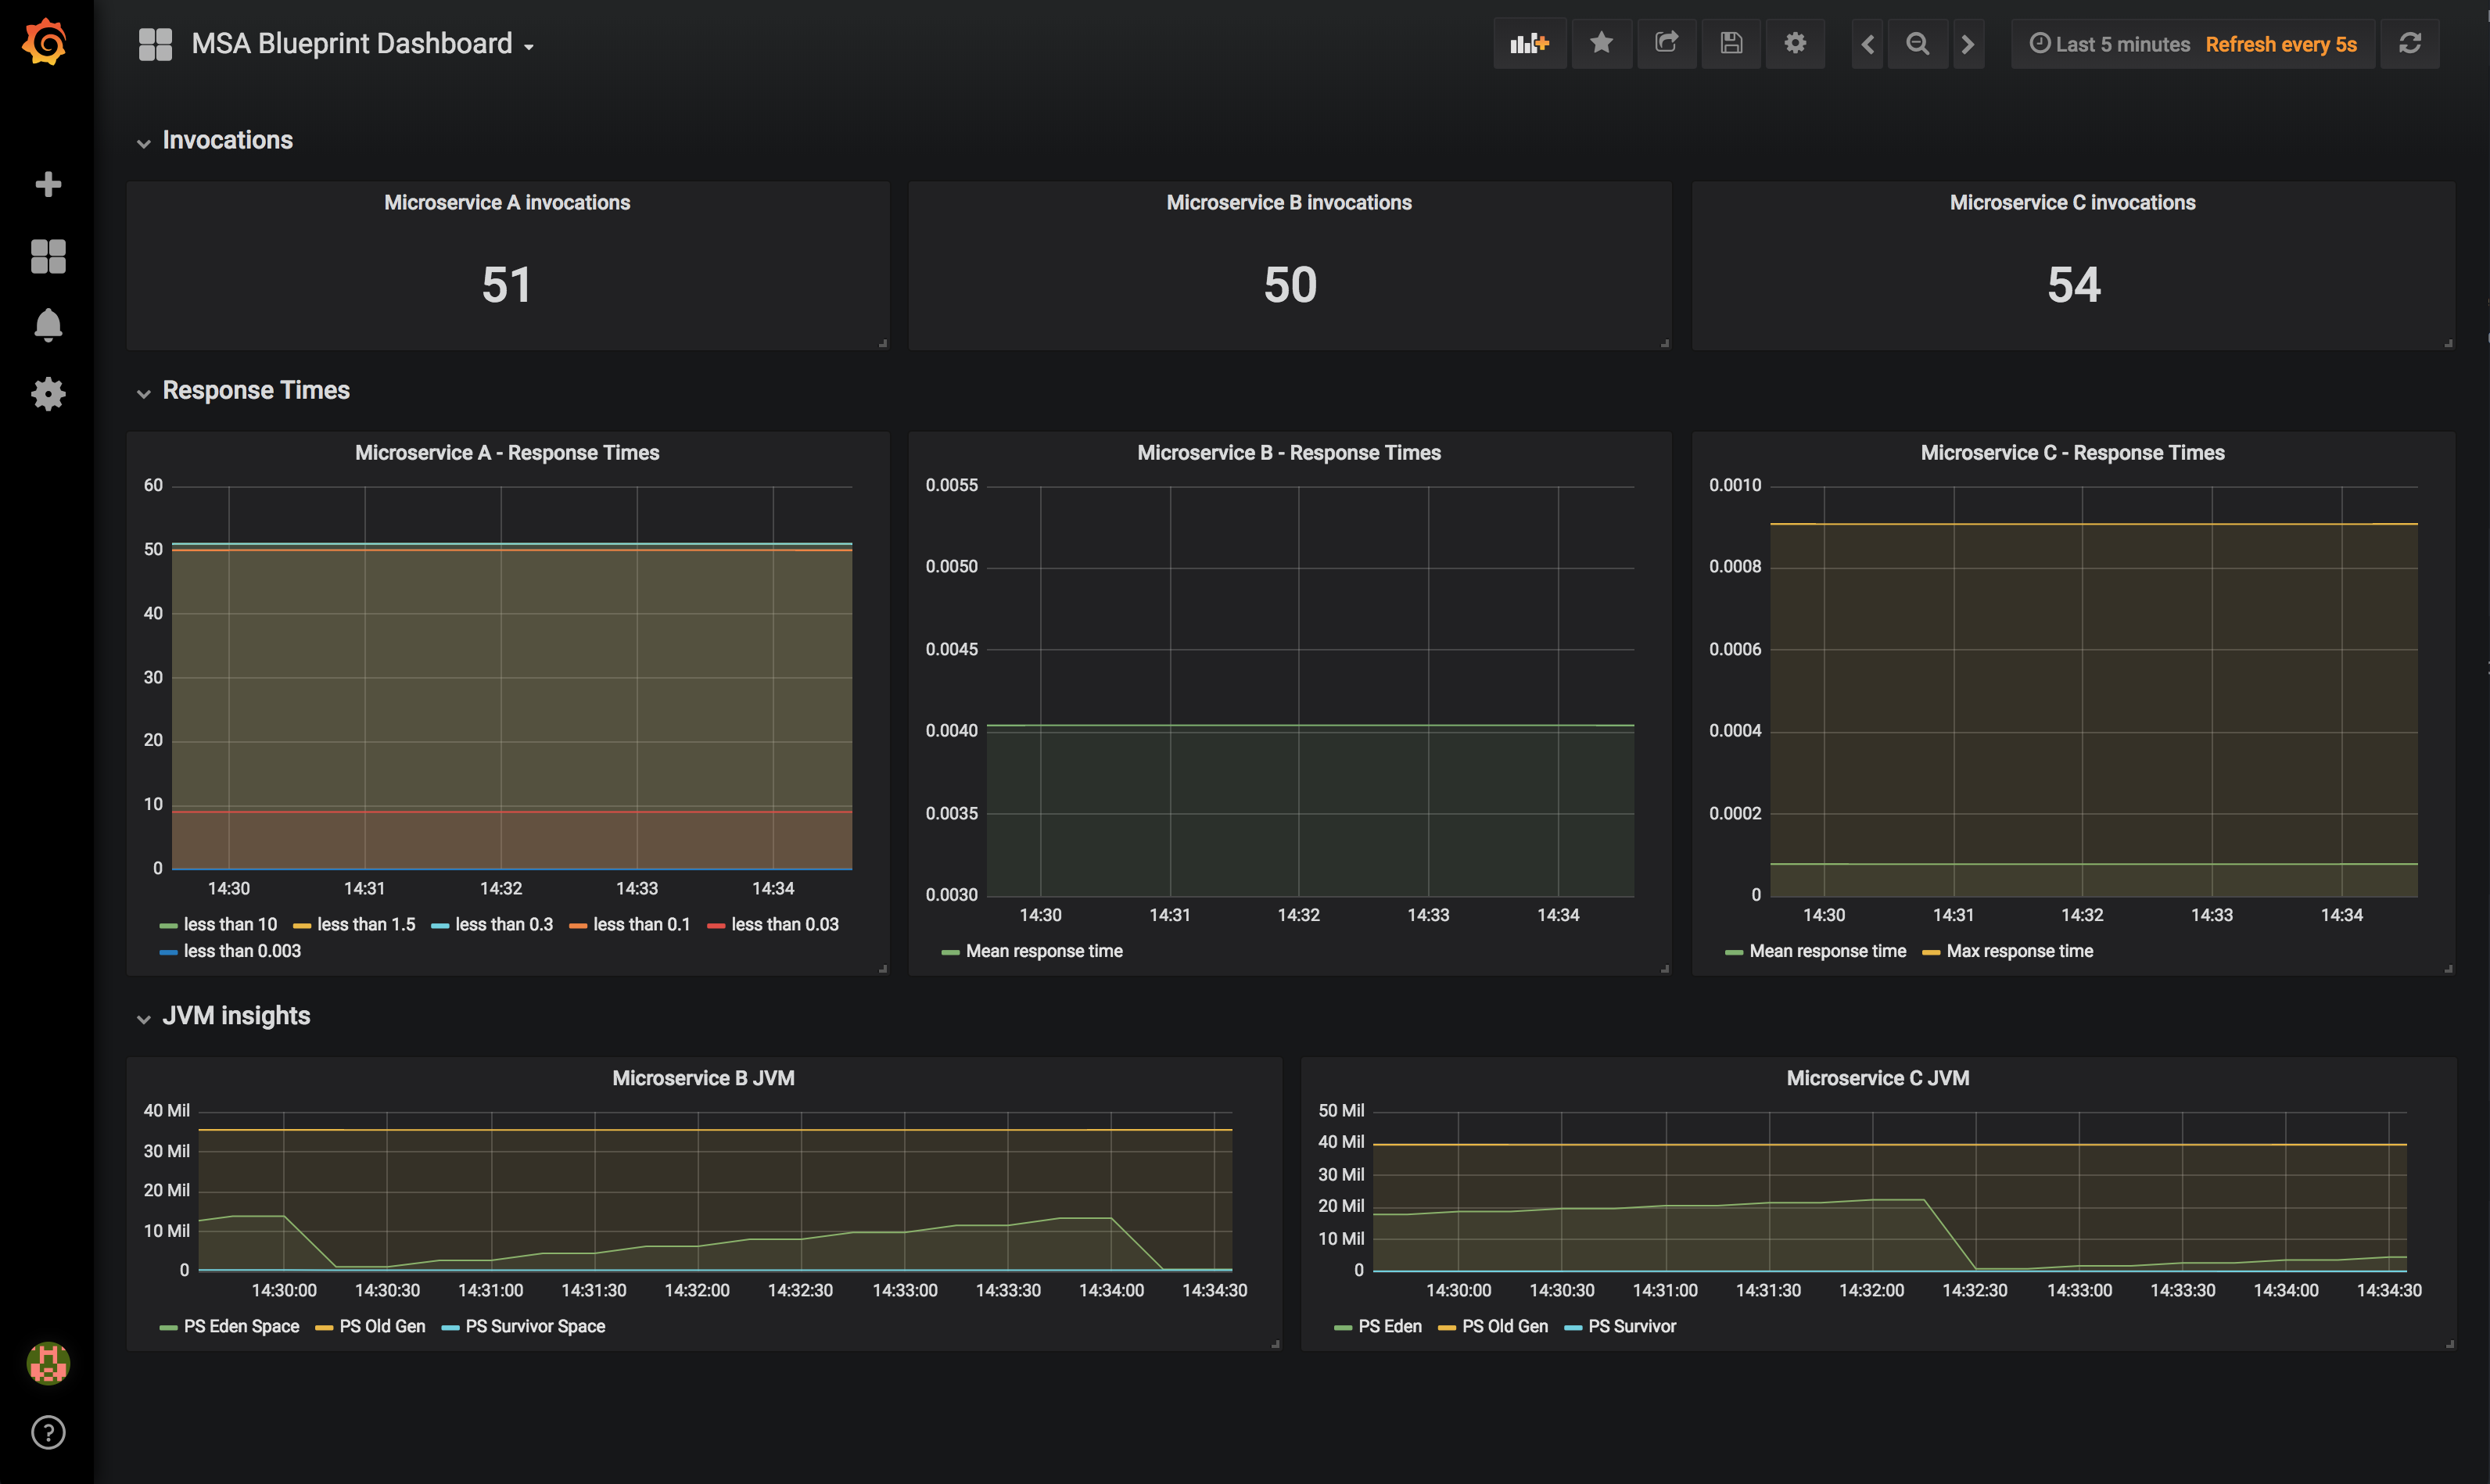 MSA Blueprint Dashboard
Last 5 minutes Refresh every 5s
Invocations
Microservice A invocations
51
Microservice B invocations
50
Microservice C invocations
54
Response Times
Microservice A - Response Times
60
50
40
30
20
10
0
14:30 14:31 14:32 14:33 14:34
less than 10 less than 1.5 less than 0.3 less than 0.1 less than 0.03
less than 0.003
Microservice B - Response Times
0.0055
0.0050
0.0045
0.0040
0.0035
0.0030
14:30 14:31 14:32 14:33 14:34
Mean response time
Microservice C - Response Times
0.0010
0.0008
0.0006
0.0004
0.0002
0
14:30 14:31 14:32 14:33 14:34
Mean response time Max response time
JVM insights
Microservice B JVM
40 Mil
30 Mil
20 Mil
10 Mil
0
14:30:00 14:30:30 14:31:00 14:31:30 14:32:00 14:32:30 14:33:00 14:33:30 14:34:00 14:34:30
PS Eden Space PS Old Gen PS Survivor Space
Microservice C JVM
50 Mil
40 Mil
30 Mil
20 Mil
10 Mil
0
14:30:00 14:30:30 14:31:00 14:31:30 14:32:00 14:32:30 14:33:00 14:33:30 14:34:00 14:34:30
PS Eden PS Old Gen PS Survivor
?